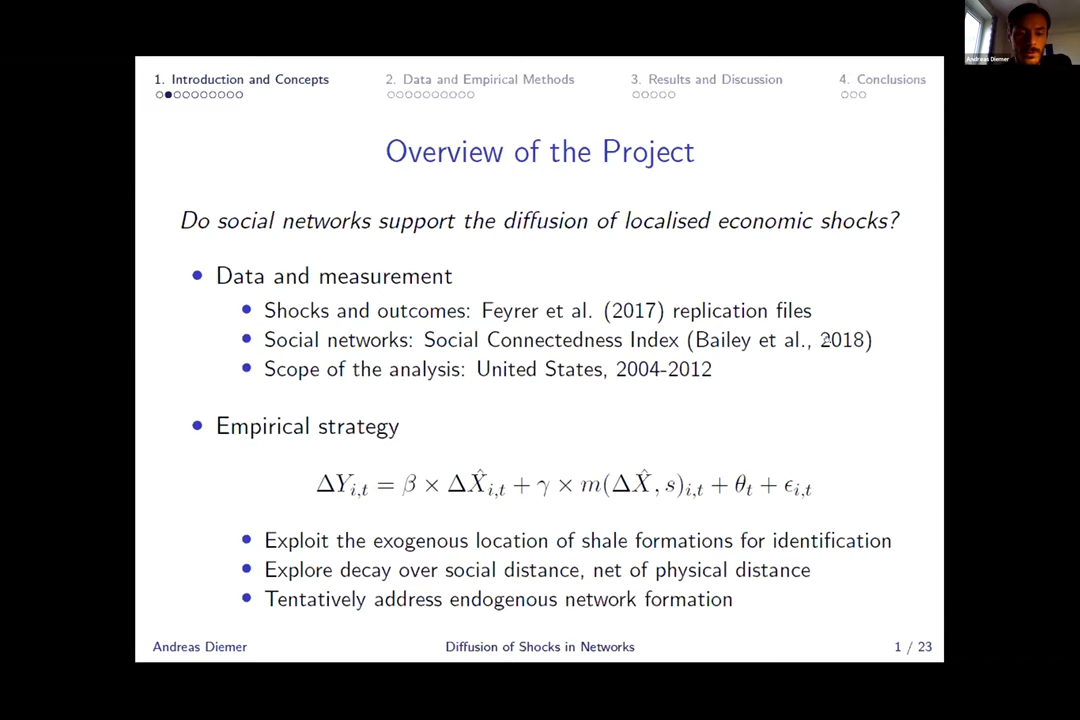 Andreas Diemer
1. Introduction and Concepts 2. Data and Empirical Methods 3. Results and Discussion 4. Conclusions
Overview of the Project
Do social networks support the diffusion of localised economic shocks?
• Data and measurement
• Shocks and outcomes: Feyrer et al. (2017) replication files
• Social networks: Social Connectedness Index (Bailey et al., 2018)
• Scope of the analysis: United States, 2004-2012
• Empirical strategy
ΔY_{i,t} = β × ΔX̂_{i,t} + γ × m(ΔX̂, s)_{i,t} + θ_t + ϵ_{i,t}
• Exploit the exogenous location of shale formations for identification
• Explore decay over social distance, net of physical distance
• Tentatively address endogenous network formation
Andreas Diemer Diffusion of Shocks in Networks 1 / 23